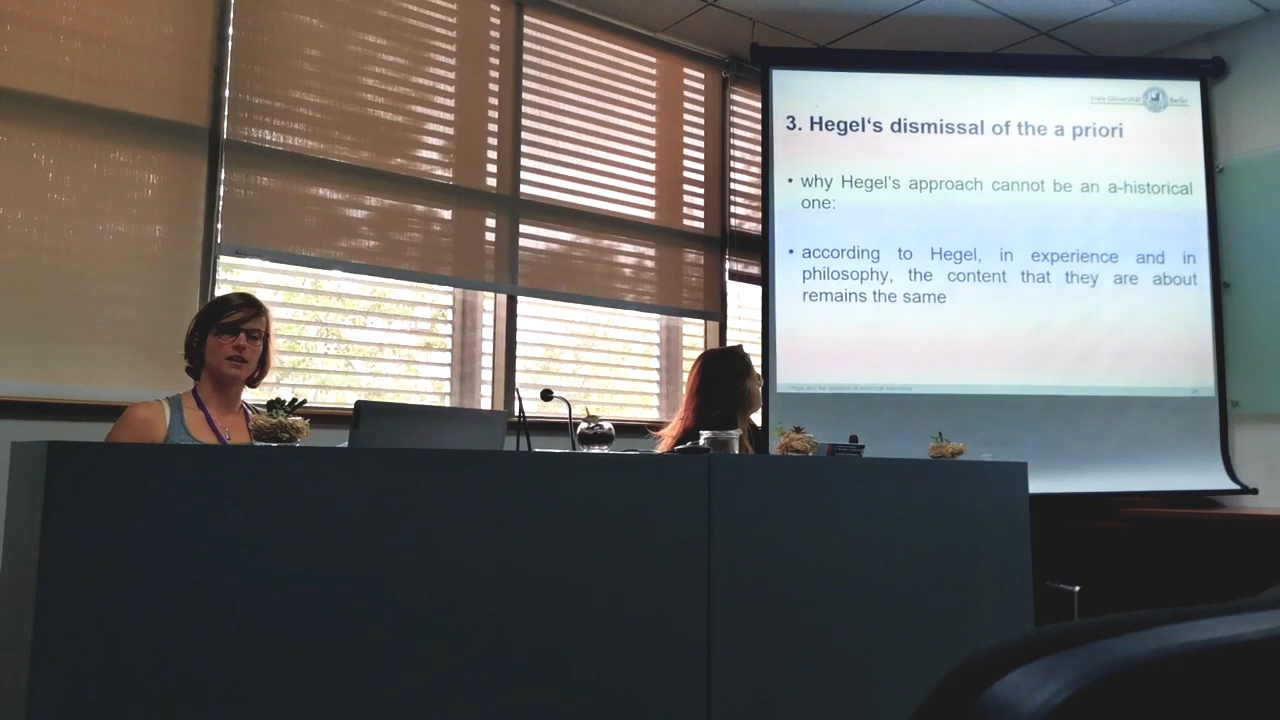 Freie Universität Berlin
3. Hegel‘s dismissal of the a priori
• why Hegel’s approach cannot be an a-historical
one:
• according to Hegel, in experience and in
philosophy, the content that they are about
remains the same